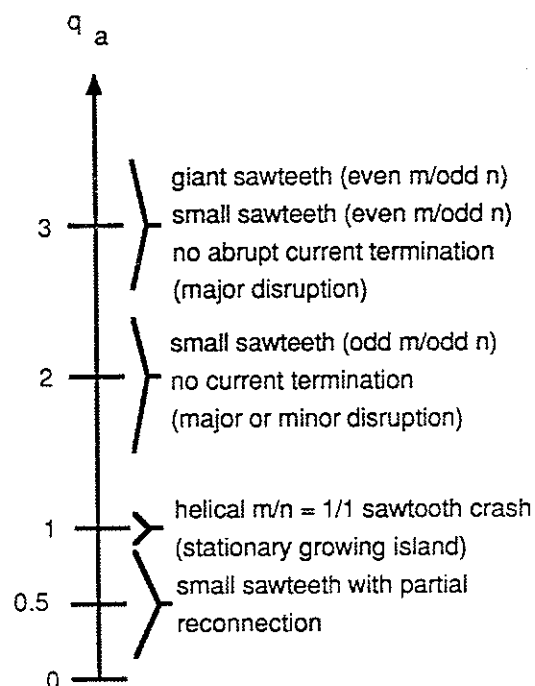 q a
giant sawteeth (even m/odd n)
3 small sawteeth (even m/odd n)
no abrupt current termination
(major disruption)
small sawteeth (odd m/odd n)
2 no current termination
(major or minor disruption)
helical m/n = 1/1 sawtooth crash
1 (stationary growing island)
small sawteeth with partial
0.5 reconnection
0